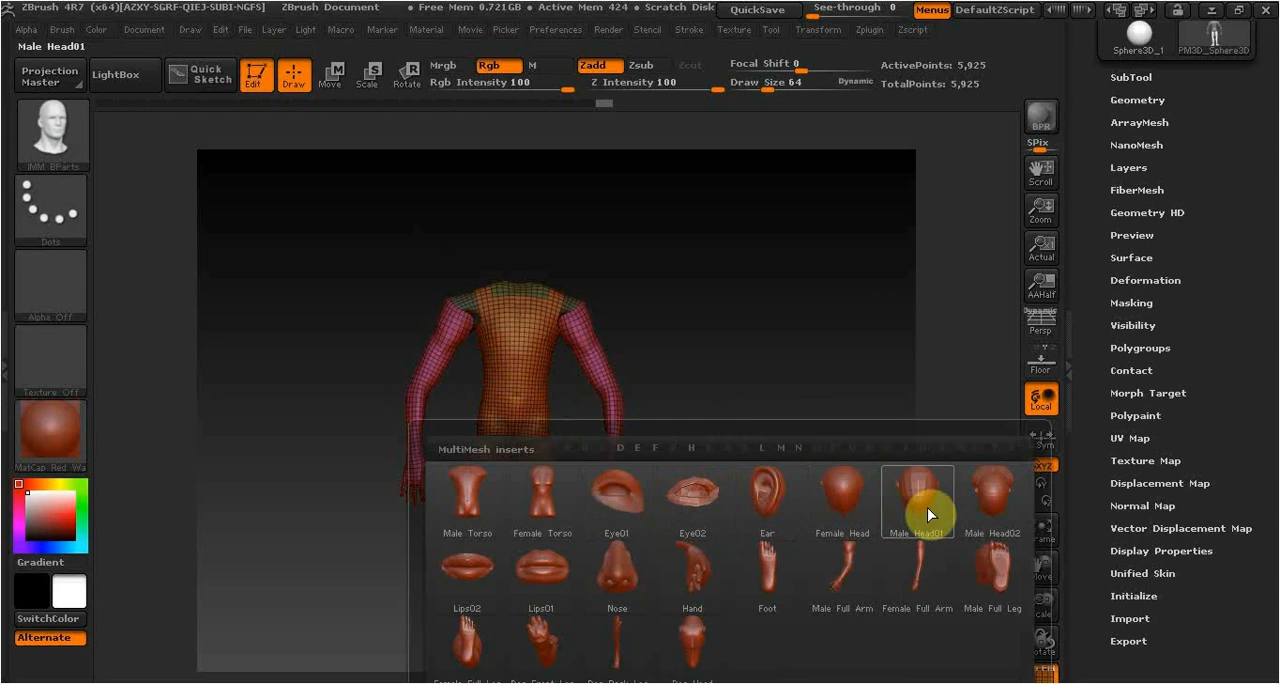 ZBrush 4R7 (x64)[AZXY-SGRF-QIEJ-SUBI-NGFS] ZBrush Document • Free Mem 0.721GB • Active Mem 424 • Scratch Disk QuickSave See-through 0 Menus DefaultZScript
Alpha Brush Color Document Draw Edit File Layer Light Macro Marker Material Movie Picker Preferences Render Stencil Stroke Texture Tool Transform Zplugin Zscript
Male Head01
Projection Master
LightBox
Quick Sketch
Edit
Draw
Move
Scale
Rotate
Mrgb Rgb M
Rgb Intensity 100
Zadd Zsub Zcut
Z Intensity 100
Focal Shift 0
Draw Size 64 Dynamic
ActivePoints: 5,925
TotalPoints: 5,925
IMM BParts
Dots
Alpha Off
Texture Off
MatCap Red Wa
Gradient
SwitchColor
Alternate
MultiMesh inserts D E F H L M N
Male Torso Female Torso Eye01 Eye02 Ear Female Head Male Head01 Male Head02
Lips02 Lips01 Nose Hand Foot Male Full Arm Female Full Arm Male Full Leg
BPR
SPix
Scroll
Zoom
Actual
AAHalf
Dynamic
Persp
Floor
Local
Sphere3D_1 PM3D_Sphere3D
SubTool
Geometry
ArrayMesh
NanoMesh
Layers
FiberMesh
Geometry HD
Preview
Surface
Deformation
Masking
Visibility
Polygroups
Contact
Morph Target
Polypaint
UV Map
Texture Map
Displacement Map
Normal Map
Vector Displacement Map
Display Properties
Unified Skin
Initialize
Import
Export